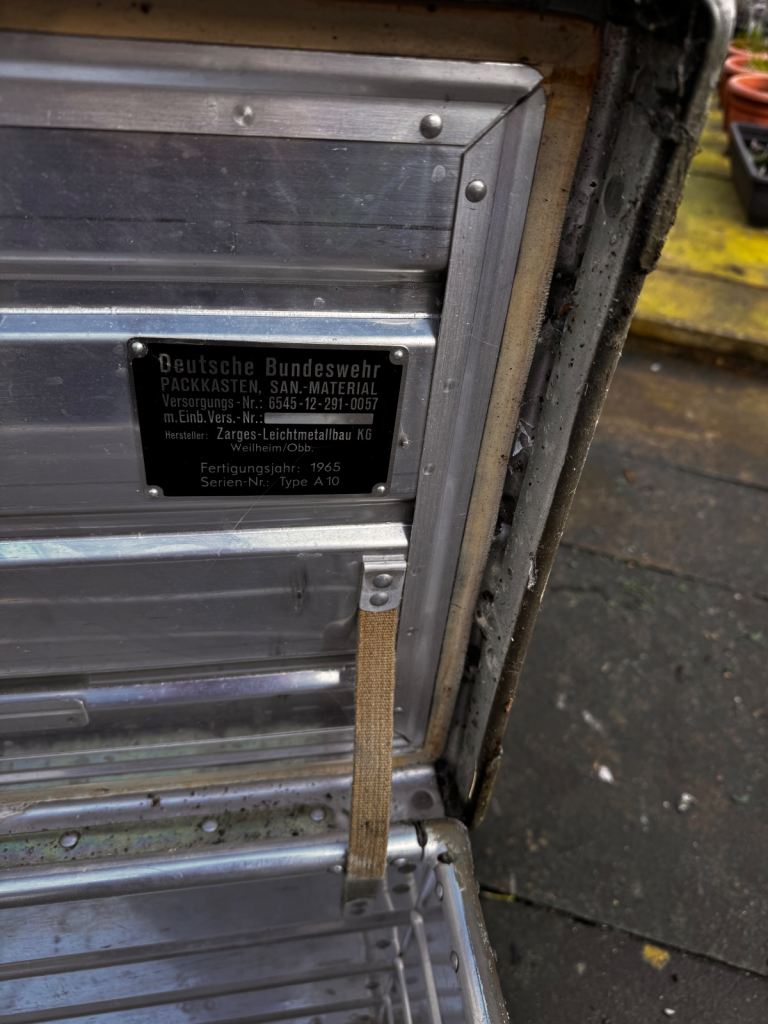 Deutsche Bundeswehr
PACKKASTEN, SAN.-MATERIAL
Versorgungs-Nr.: 6545-12-291-0057
m.Einb.Vers.-Nr.:
Hersteller: Zarges-Leichtmetallbau KG
Weilheim/Obb.
Fertigungsjahr: 1965
Serien-Nr.: Type A 10